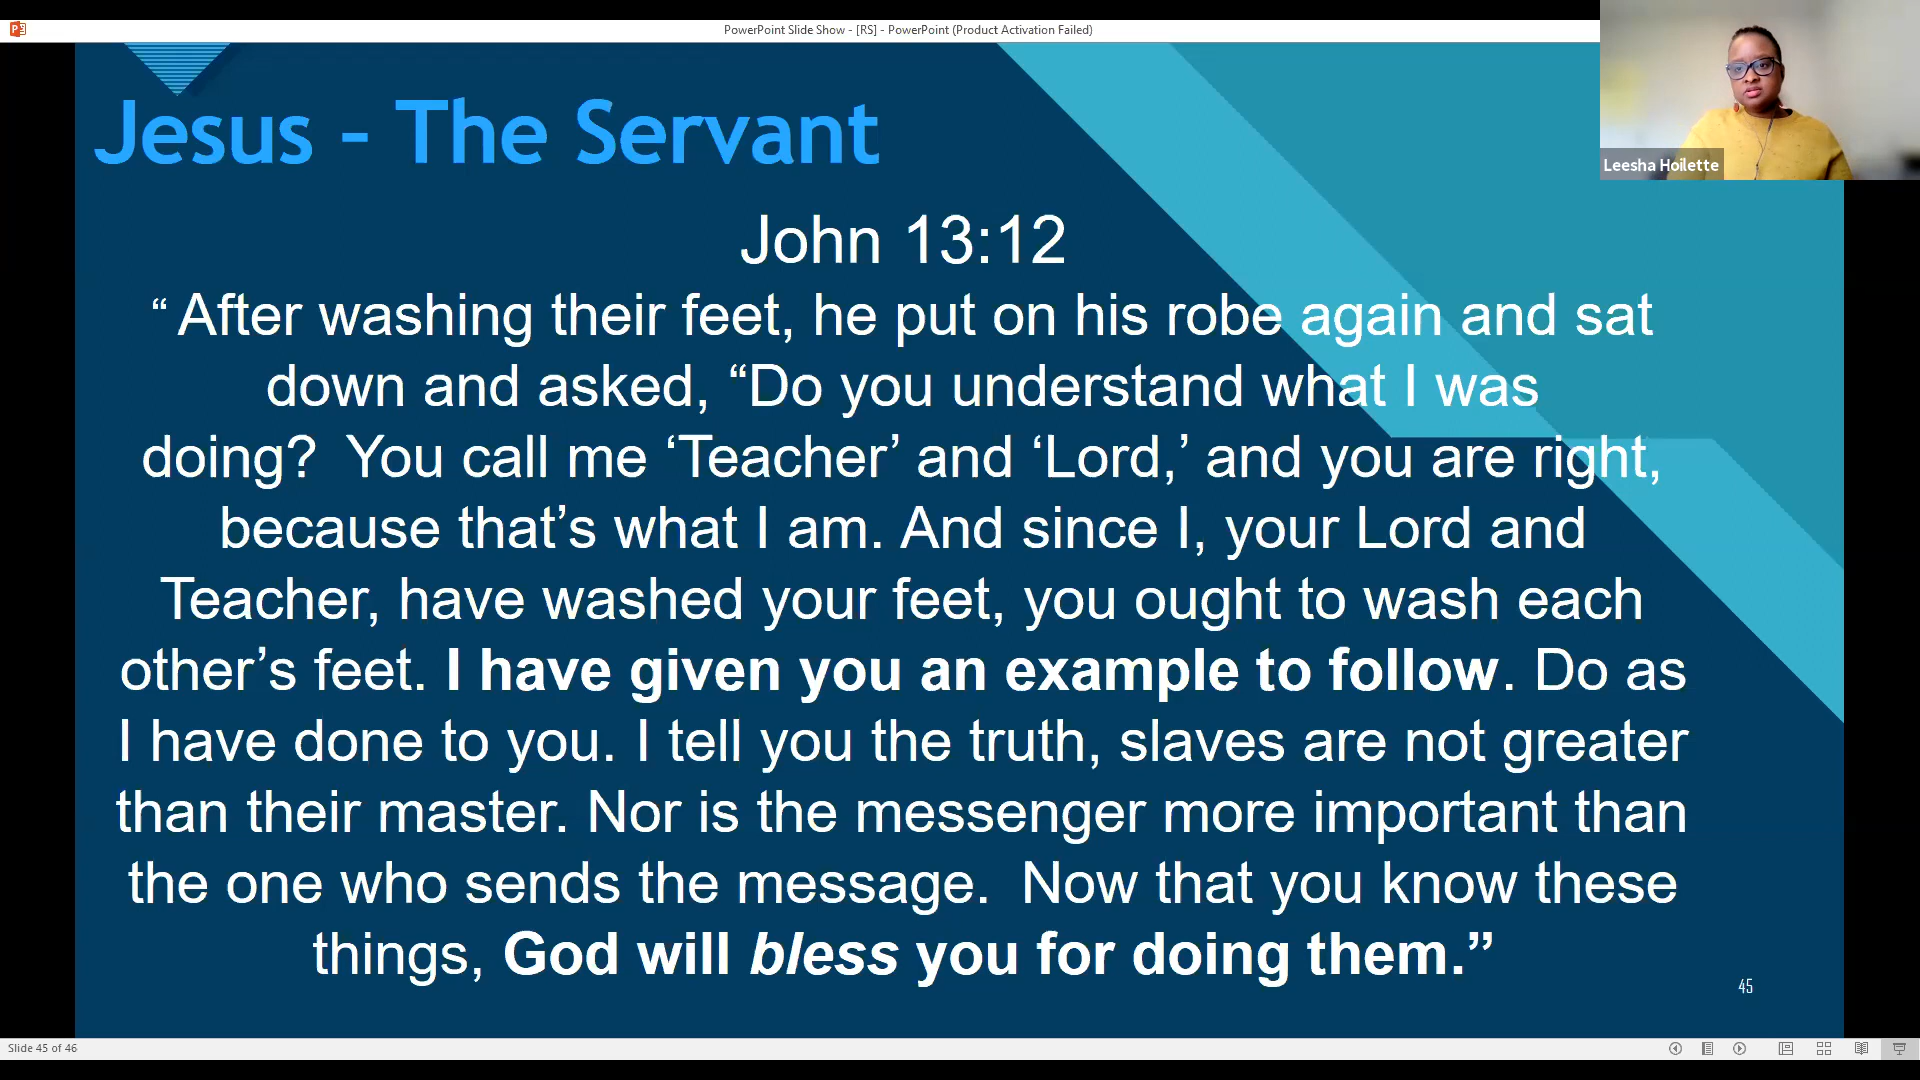 PowerPoint Slide Show - [RS] - PowerPoint (Product Activation Failed)
Leesha Hoilette
Jesus - The Servant
John 13:12
“ After washing their feet, he put on his robe again and sat
down and asked, “Do you understand what I was
doing?  You call me ‘Teacher’ and ‘Lord,’ and you are right,
because that’s what I am. And since I, your Lord and
Teacher, have washed your feet, you ought to wash each
other’s feet. I have given you an example to follow. Do as
I have done to you. I tell you the truth, slaves are not greater
than their master. Nor is the messenger more important than
the one who sends the message.  Now that you know these
things, God will bless you for doing them.”
45
Slide 45 of 46